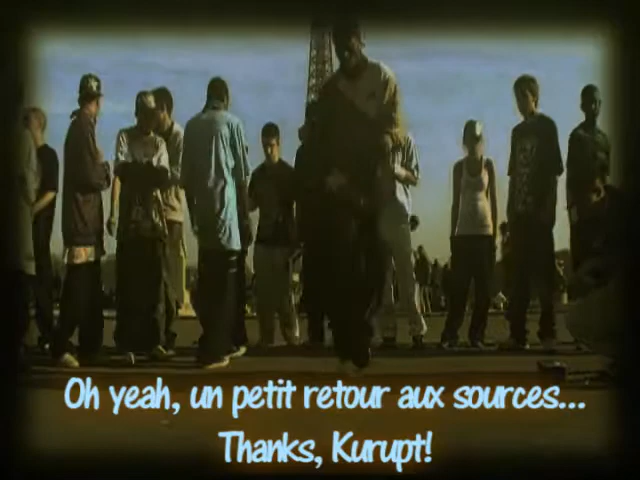 Oh yeah, un petit retour aux sources...
Thanks, Kurupt!